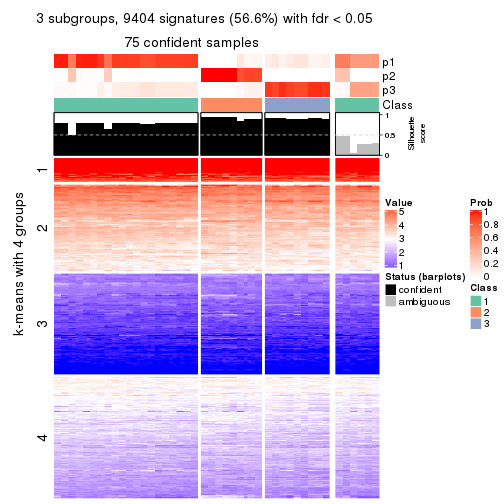 3 subgroups, 9404 signatures (56.6%) with fdr < 0.05
75 confident samples
p1
p2
p3
Class
1
0.5
0
Silhouette
score
k-means with 4 groups
1
2
3
4
Value
5
4
3
2
1
Status (barplots)
confident
ambiguous
Prob
1
0.8
0.6
0.4
0.2
0
Class
1
2
3